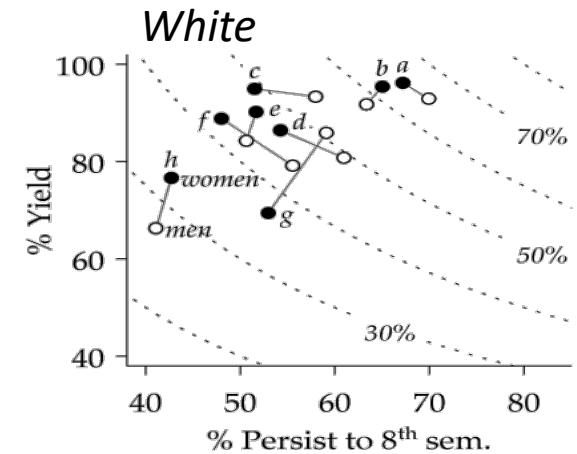 White
100
80
60
40
% Yield
c
b a
f
e
d
h
women
g
men
70%
50%
30%
40 50 60 70 80
% Persist to 8th sem.